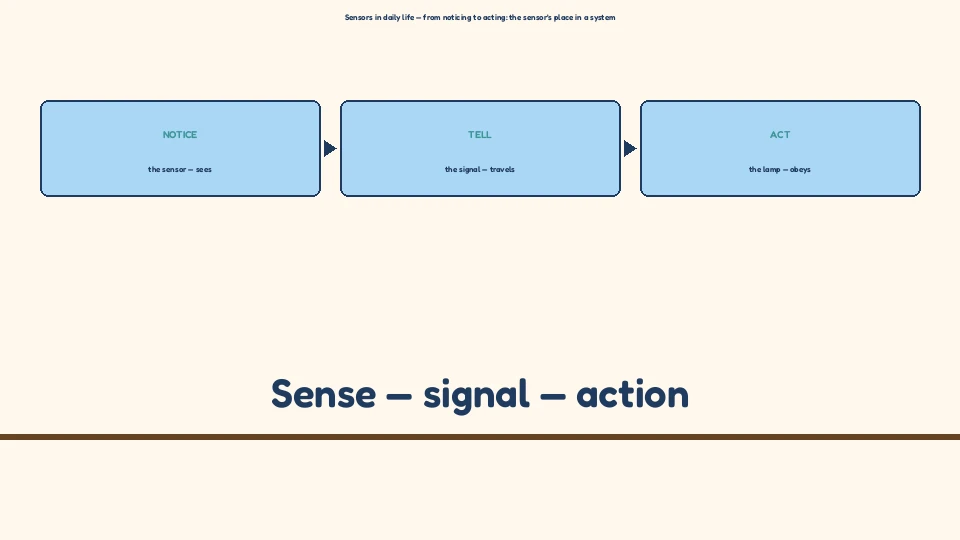 Sensors in daily life — from noticing to acting: the sensor's place in a system
NOTICE
the sensor — sees
TELL
the signal — travels
ACT
the lamp — obeys
Sense — signal — action